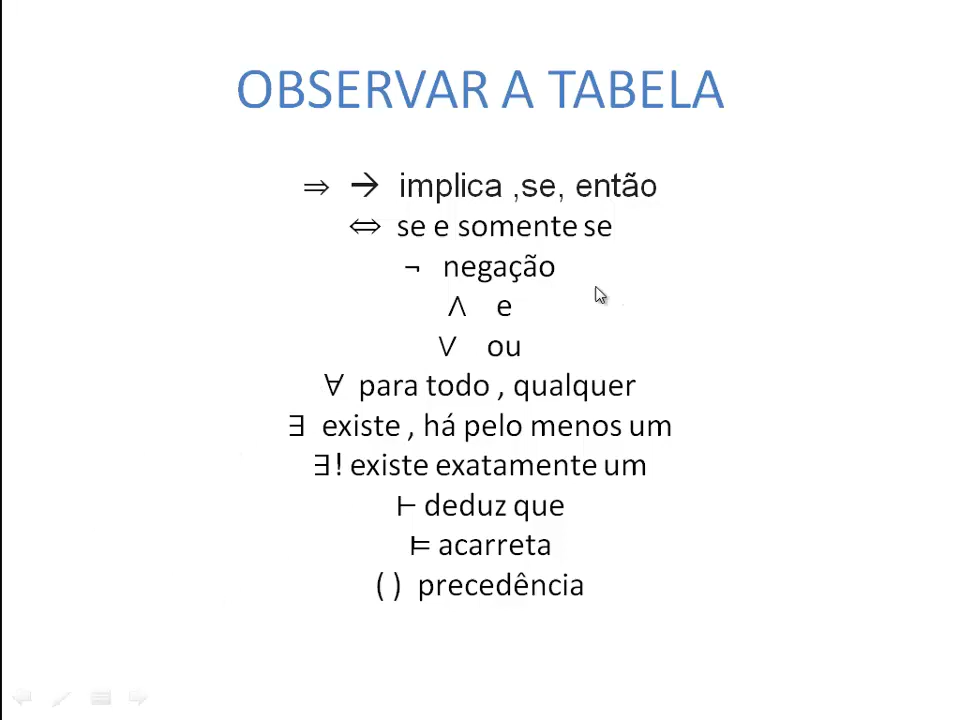 OBSERVAR A TABELA
⇒ → implica ,se, então
⇔ se e somente se
¬ negação
∧ e
∨ ou
∀ para todo , qualquer
∃ existe , há pelo menos um
∃! existe exatamente um
⊢ deduz que
⊨ acarreta
( ) precedência